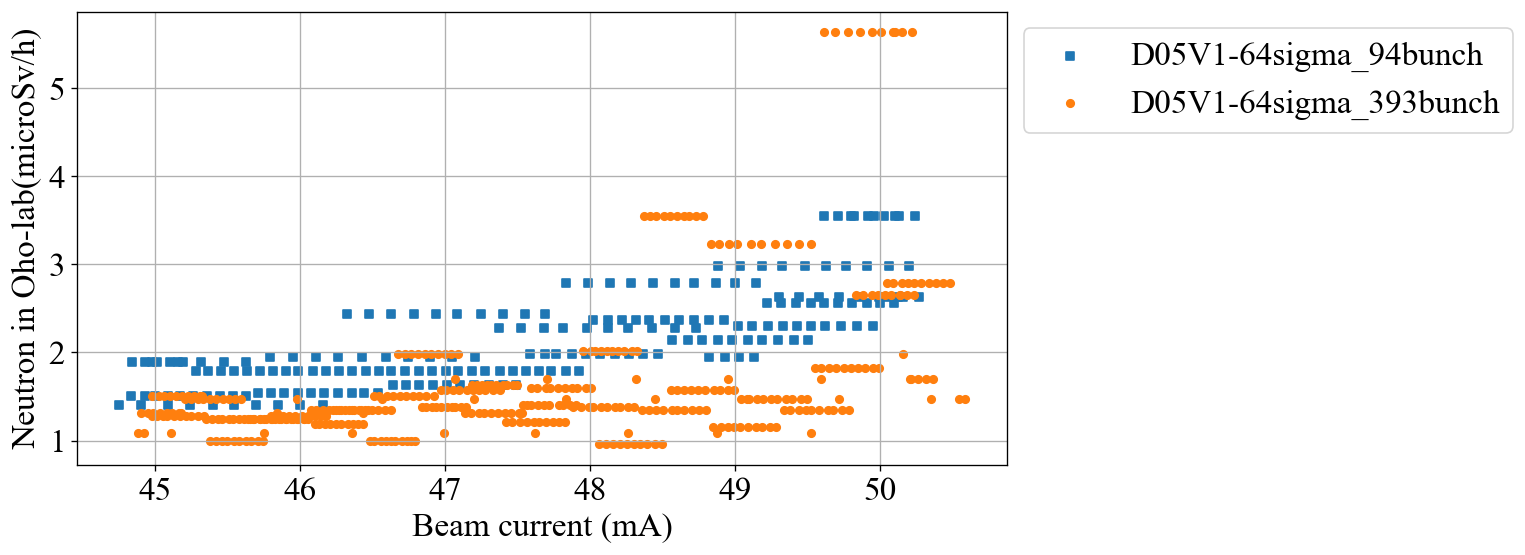 Neutron in Oho-lab(microSv/h)
5
4
3
2
1
45 46 47 48 49 50
Beam current (mA)
D05V1-64sigma_94bunch
D05V1-64sigma_393bunch